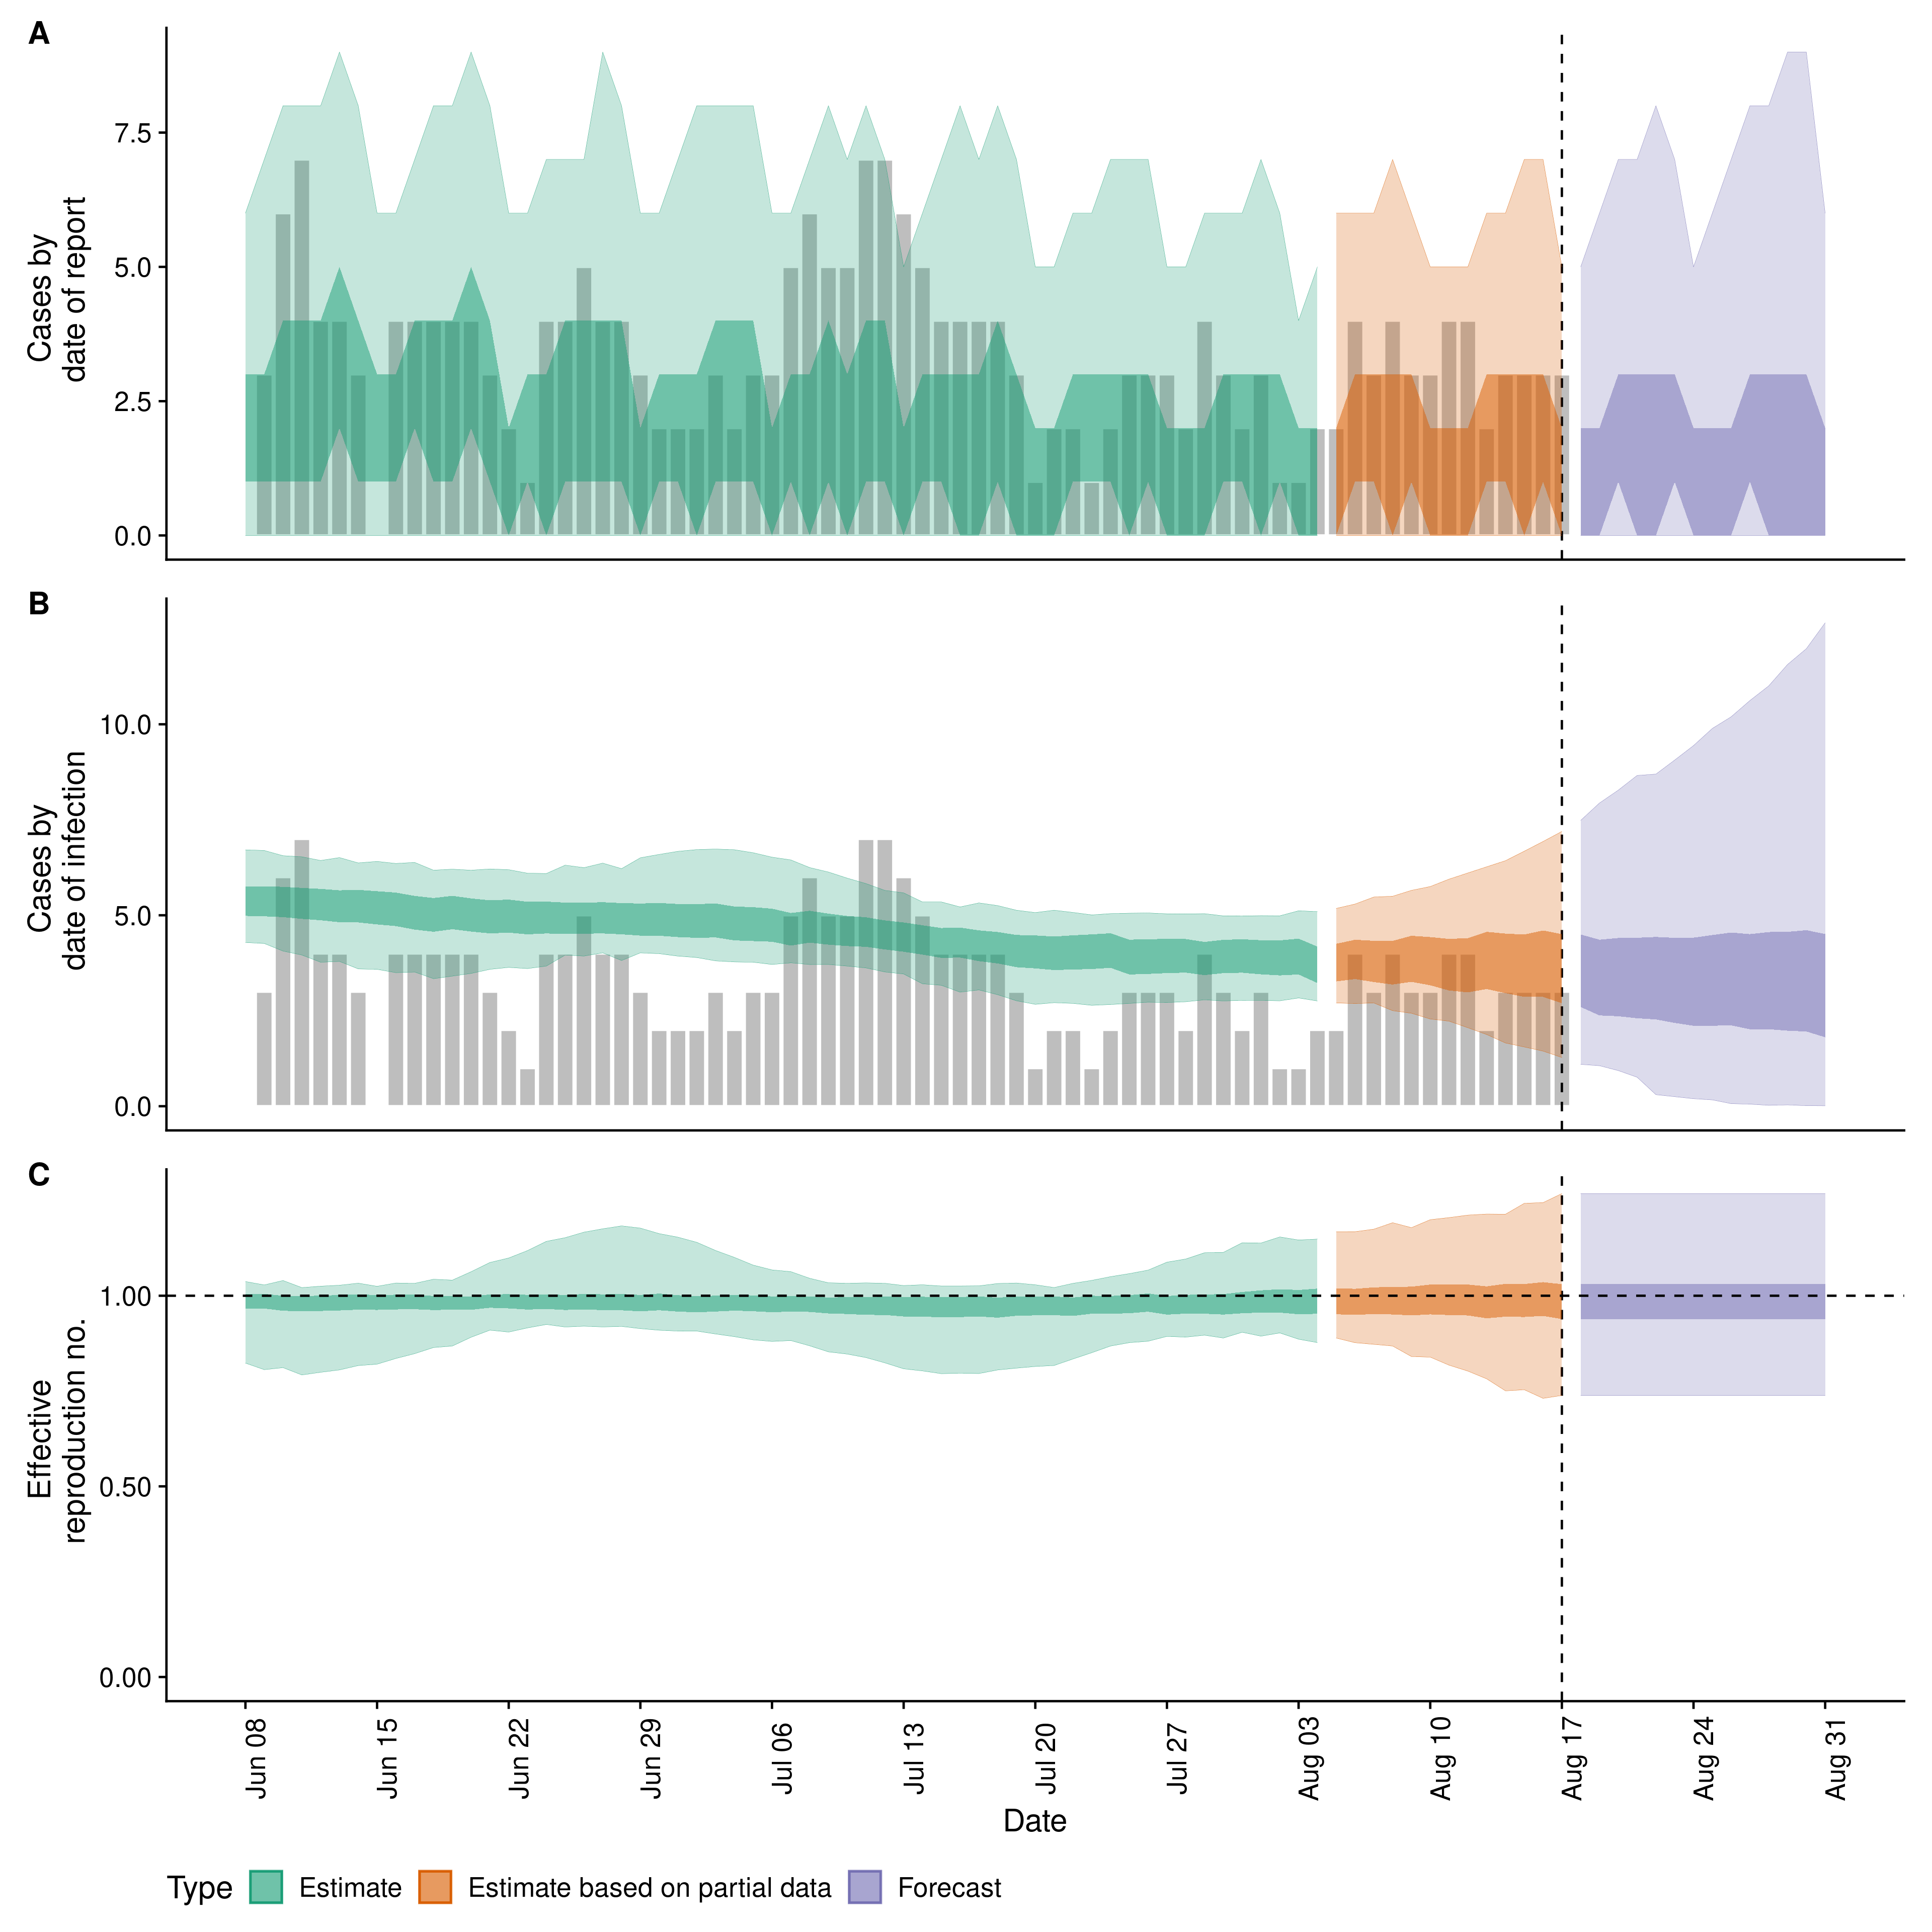 A
Cases by
date of report
7.5
5.0
2.5
0.0
B
Cases by
date of infection
10.0
5.0
0.0
C
Effective
reproduction no.
1.00
0.50
0.00
Jun 08
Jun 15
Jun 22
Jun 29
Jul 06
Jul 13
Jul 20
Jul 27
Aug 03
Aug 10
Aug 17
Aug 24
Aug 31
Date
Type Estimate Estimate based on partial data Forecast